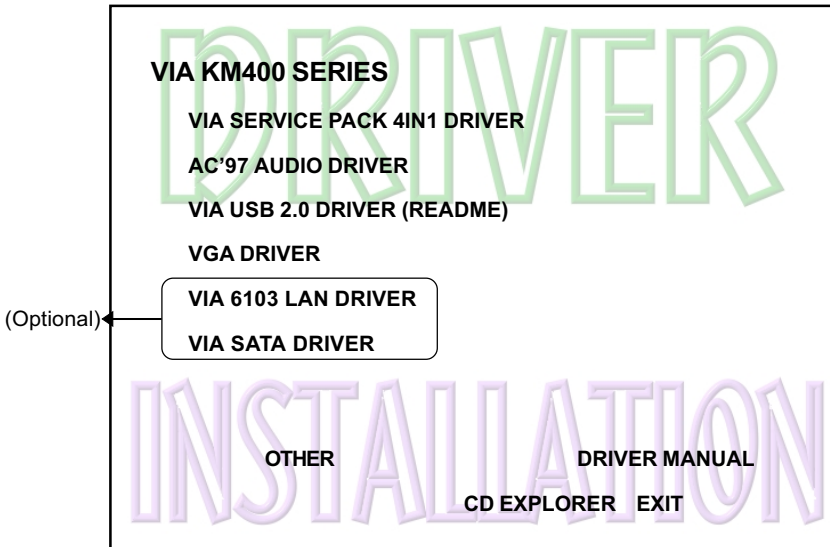 DRIVER
VIA KM400 SERIES
VIA SERVICE PACK 4IN1 DRIVER
AC’97 AUDIO DRIVER
VIA USB 2.0 DRIVER (README)
VGA DRIVER
VIA 6103 LAN DRIVER
(Optional)
VIA SATA DRIVER
INSTALLATION
OTHER DRIVER MANUAL
CD EXPLORER EXIT